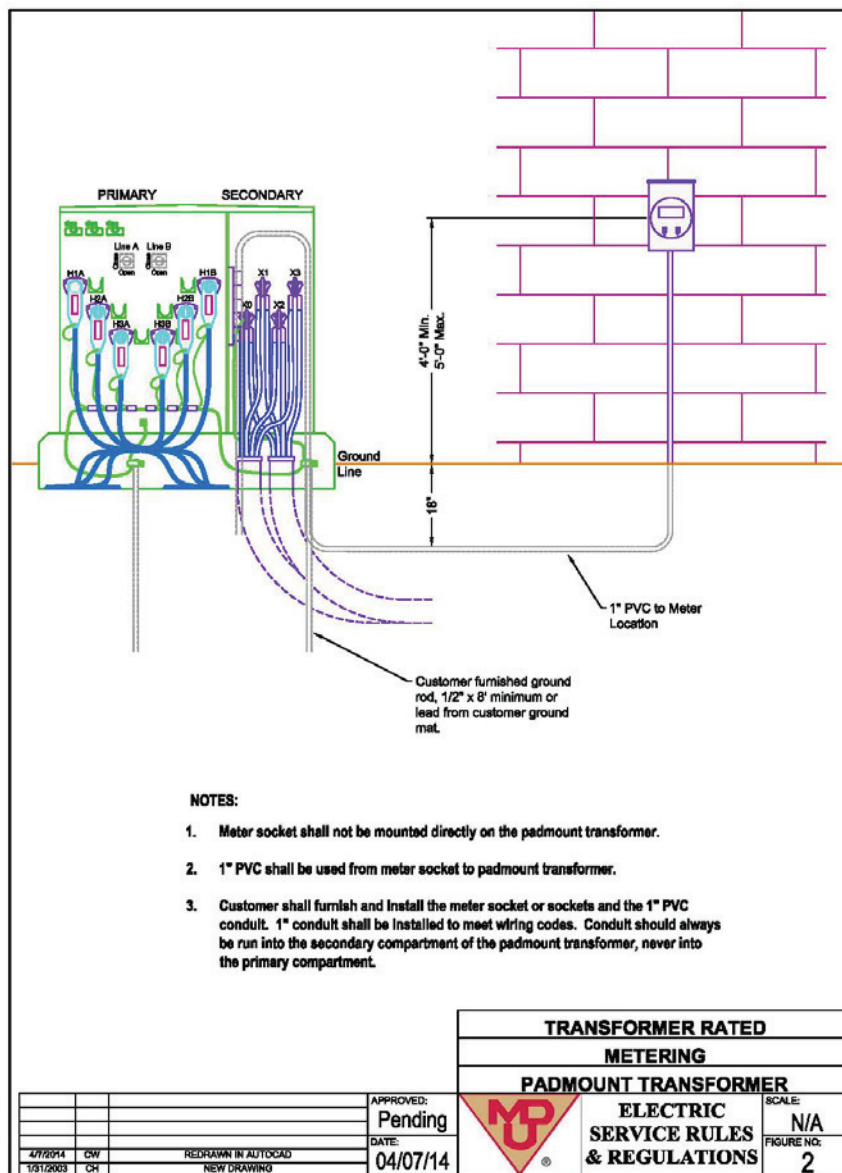 PRIMARY
SECONDARY
Line A
Line B
Close
Open
Close
Open
H1A
H2A
H3A
H3B
H2B
H1B
X0
X1
X2
X3
4'-0" Min.
5'-0" Max.
Ground
Line
18"
1" PVC to Meter
Location
Customer furnished ground
rod, 1/2" x 8' minimum or
lead from customer ground
mat.
NOTES:
1. Meter socket shall not be mounted directly on the padmount transformer.
2. 1" PVC shall be used from meter socket to padmount transformer.
3. Customer shall furnish and install the meter socket or sockets and the 1" PVC
conduit. 1" conduit shall be installed to meet wiring codes. Conduit should always
be run into the secondary compartment of the padmount transformer, never into
the primary compartment.
TRANSFORMER RATED
METERING
PADMOUNT TRANSFORMER
4/7/2014 CW REDRAWN IN AUTOCAD
1/31/2003 CH NEW DRAWING
APPROVED:
Pending
DATE:
04/07/14
MDU
®
ELECTRIC
SERVICE RULES
& REGULATIONS
SCALE:
N/A
FIGURE NO:
2